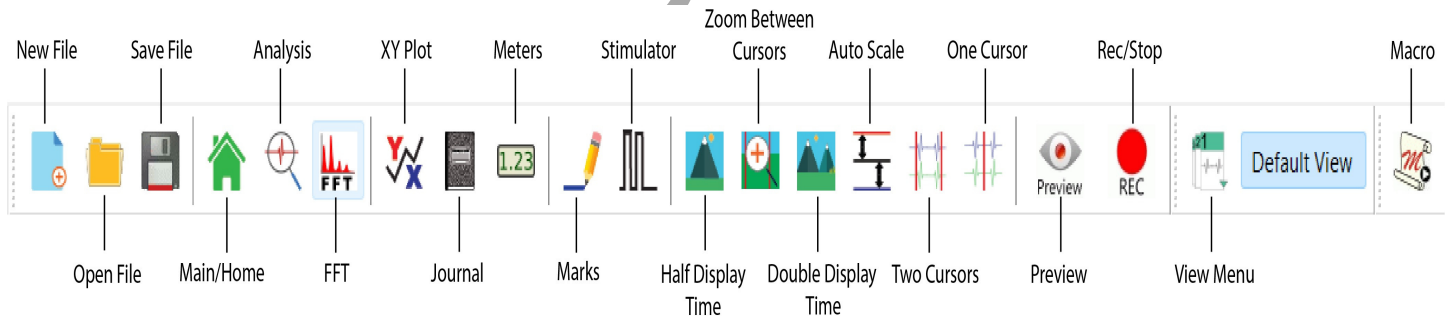 Zoom Between
Cursors
New File
Save File
Analysis
XY Plot
Meters
Stimulator
Auto Scale
One Cursor
Rec/Stop
Macro
FFT
Y
X
1.23
Preview
REC
21
Default View
m
Open File
Main/Home
FFT
Journal
Marks
Half Display
Time
Double Display
Time
Two Cursors
Preview
View Menu